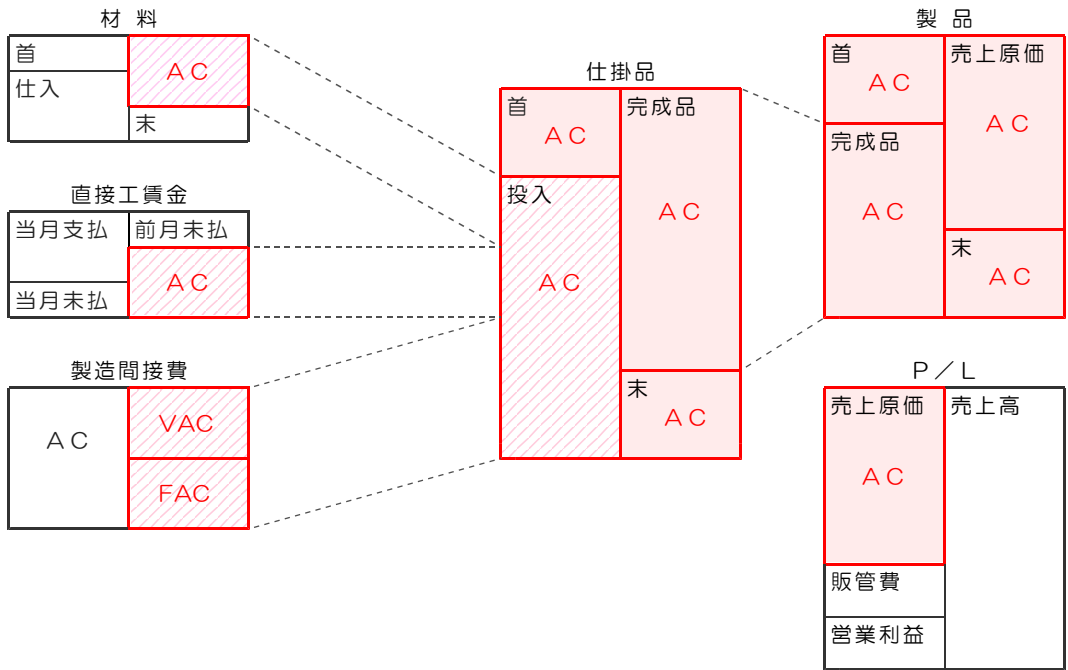 材 料
首
AC
仕入
末
直接工賃金
当月支払
前月未払
AC
当月未払
製造間接費
AC
VAC
FAC
仕掛品
首
AC
完成品
AC
投入
AC
末
AC
製 品
首
AC
売上原価
AC
完成品
AC
末
AC
P／L
売上原価
売上高
AC
販管費
営業利益